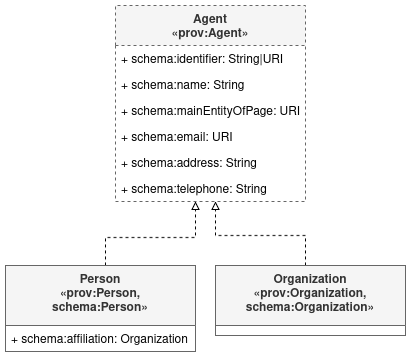 Agent
«prov:Agent»
+ schema:identifier: String|URI
+ schema:name: String
+ schema:mainEntityOfPage: URI
+ schema:email: URI
+ schema:address: String
+ schema:telephone: String
Person
«prov:Person,
schema:Person»
+ schema:affiliation: Organization
Organization
«prov:Organization,
schema:Organization»